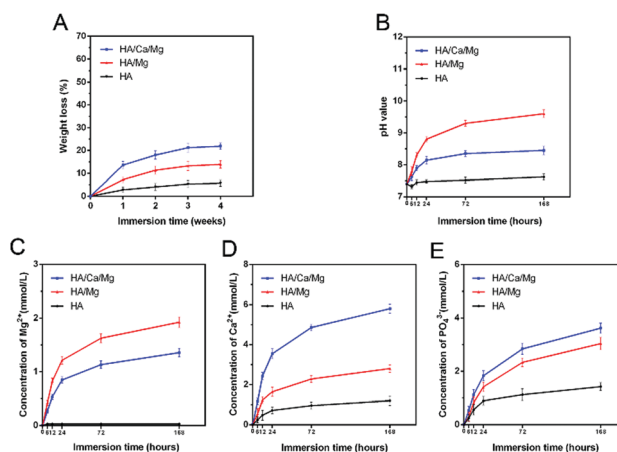 A
HA/Ca/Mg
HA/Mg
HA
Weight loss (%)
70
60
50
40
30
20
10
0
0 1 2 3 4
Immersion time (weeks)
B
HA/Ca/Mg
HA/Mg
HA
pH value
12
11
10
9
8
7
0 6 12 24 72 168
Immersion time (hours)
C
HA/Ca/Mg
HA/Mg
HA
Concentration of Mg²⁺(mmol/L)
3
2
1
0
0 6 12 24 72 168
Immersion time (hours)
D
HA/Ca/Mg
HA/Mg
HA
Concentration of Ca²⁺(mmol/L)
8
6
4
2
0
0 6 12 24 72 168
Immersion time (hours)
E
HA/Ca/Mg
HA/Mg
HA
Concentration of PO₄³⁻(mmol/L)
6
4
2
0
0 6 12 24 72 168
Immersion time (hours)